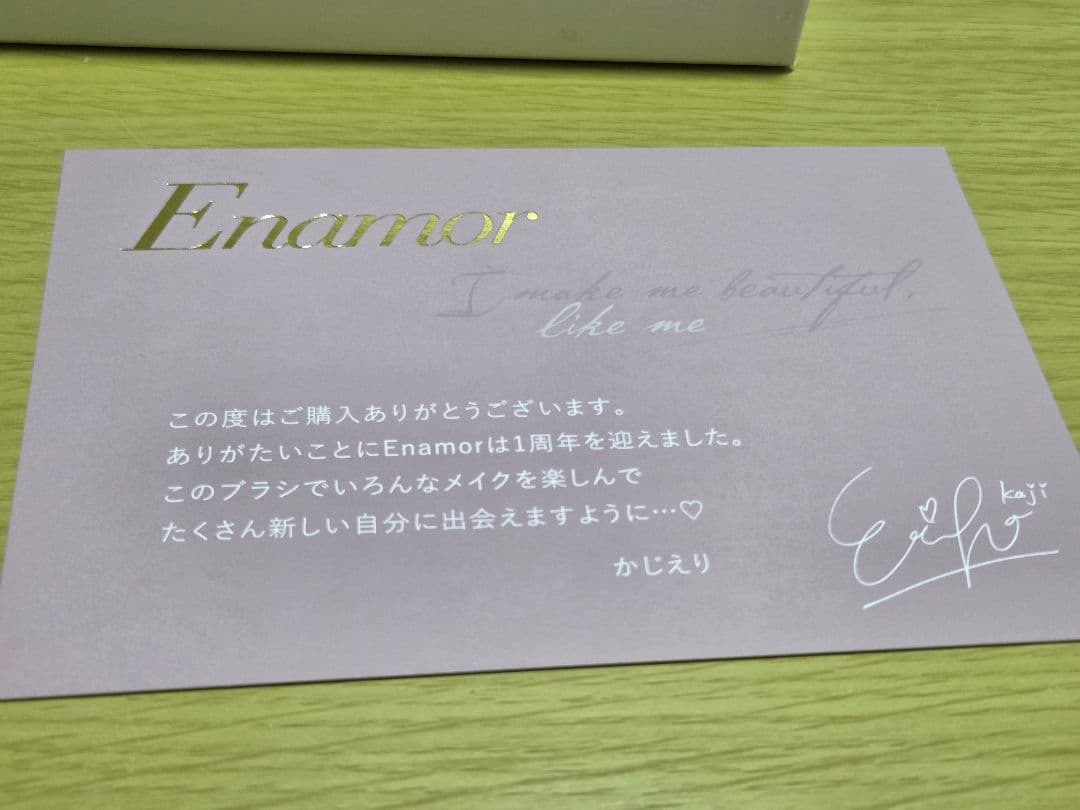 Enamor
I make me beautiful.
like me
この度はご購入ありがとうございます。
ありがたいことにEnamorは1周年を迎えました。
このブラシでいろんなメイクを楽しんで
たくさん新しい自分に出会えますように…♡
かじえり
kaji